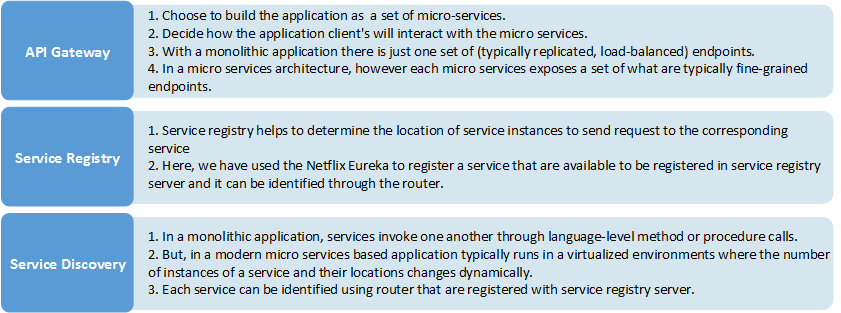 API Gateway
1. Choose to build the application as a set of micro-services.
2. Decide how the application client's will interact with the micro services.
3. With a monolithic application there is just one set of (typically replicated, load-balanced) endpoints.
4. In a micro services architecture, however each micro services exposes a set of what are typically fine-grained
endpoints.
Service Registry
1. Service registry helps to determine the location of service instances to send request to the corresponding
service
2. Here, we have used the Netflix Eureka to register a service that are available to be registered in service registry
server and it can be identified through the router.
Service Discovery
1. In a monolithic application, services invoke one another through language-level method or procedure calls.
2. But, in a modern micro services based application typically runs in a virtualized environments where the number
of instances of a service and their locations changes dynamically.
3. Each service can be identified using router that are registered with service registry server.